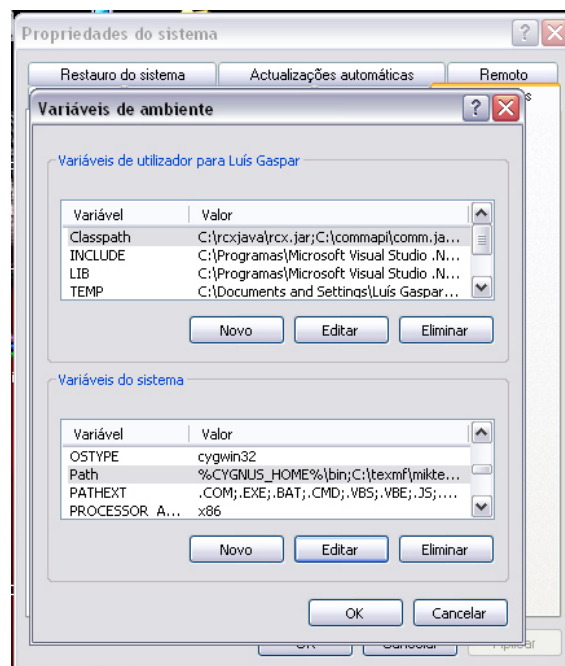 Propriedades do sistema
Restauro do sistema Actualizações automáticas Remoto
Variáveis de ambiente
Variáveis de utilizador para Luís Gaspar
Variável Valor
Classpath C:\rcxjava\rcx.jar;C:\commapi\comm.ja...
INCLUDE C:\Programas\Microsoft Visual Studio .N...
LIB C:\Programas\Microsoft Visual Studio .N...
TEMP C:\Documents and Settings\Luís Gaspar...
Novo Editar Eliminar
Variáveis do sistema
Variável Valor
OSTYPE cygwin32
Path %CYGNUS_HOME%\bin;C:\texmf\mikte...
PATHEXT .COM;.EXE;.BAT;.CMD;.VBS;.VBE;.JS;....
PROCESSOR_A... x86
Novo Editar Eliminar
OK Cancelar